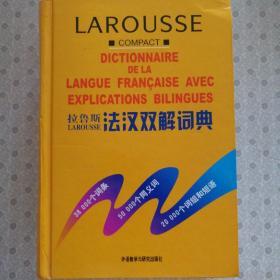 LAROUSSE
■ COMPACT ■
DICTIONNAIRE
DE LA
LANGUE FRANÇAISE AVEC
EXPLICATIONS BILINGUES
拉鲁斯
LAROUSSE
法汉双解词典
38 000个词条
50 000个同义词
20 000个词组和短语
外语教学与研究出版社